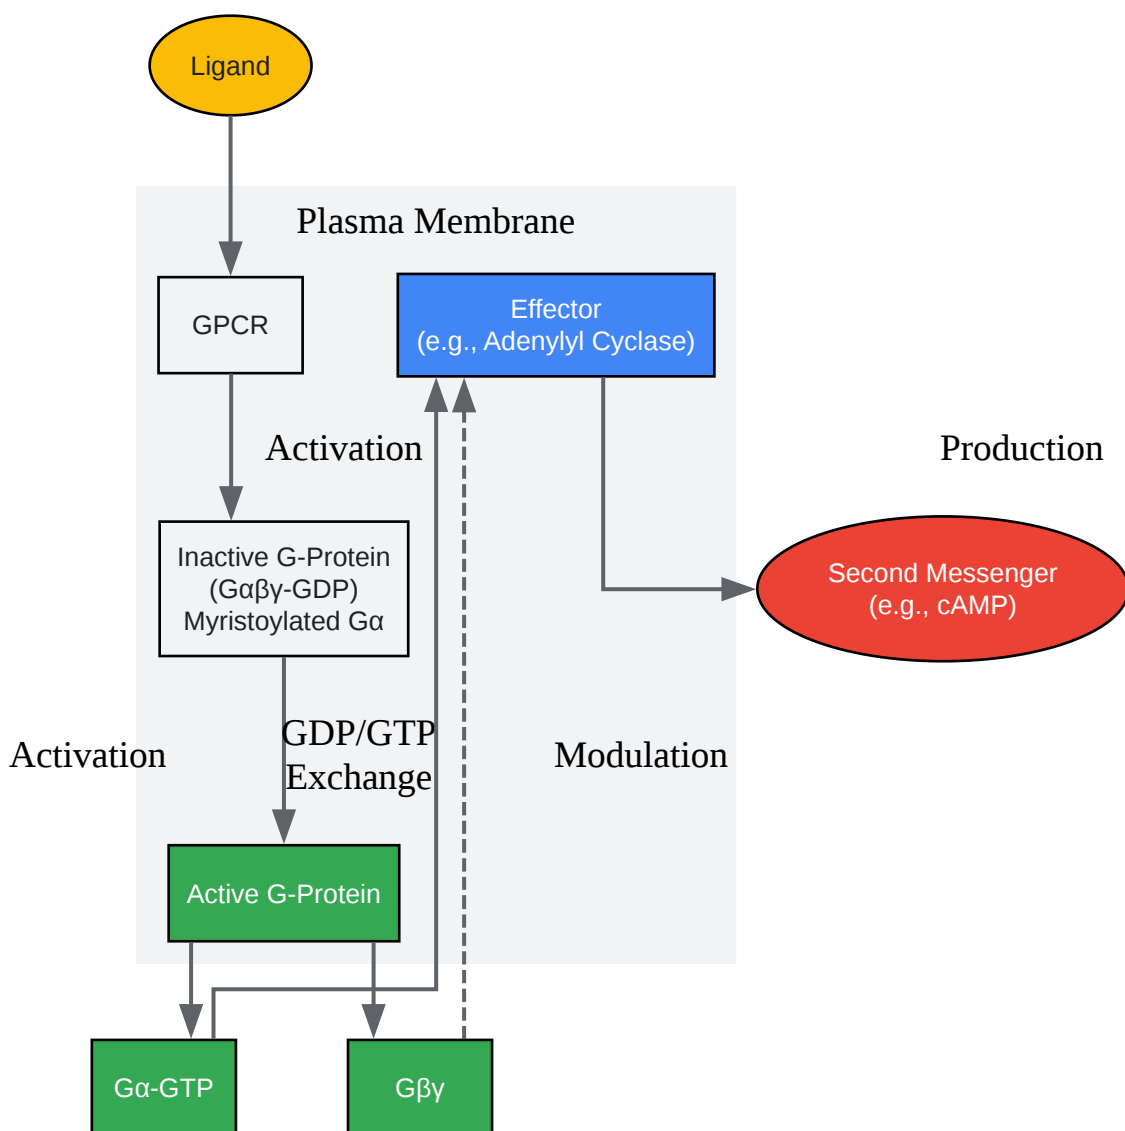 Ligand
Plasma Membrane
GPCR
Effector
(e.g., Adenylyl Cyclase)
Activation
Production
Inactive G-Protein
(Gαβγ-GDP)
Myristoylated Gα
Second Messenger
(e.g., cAMP)
GDP/GTP
Exchange
Activation
Modulation
Active G-Protein
Gα-GTP
Gβγ